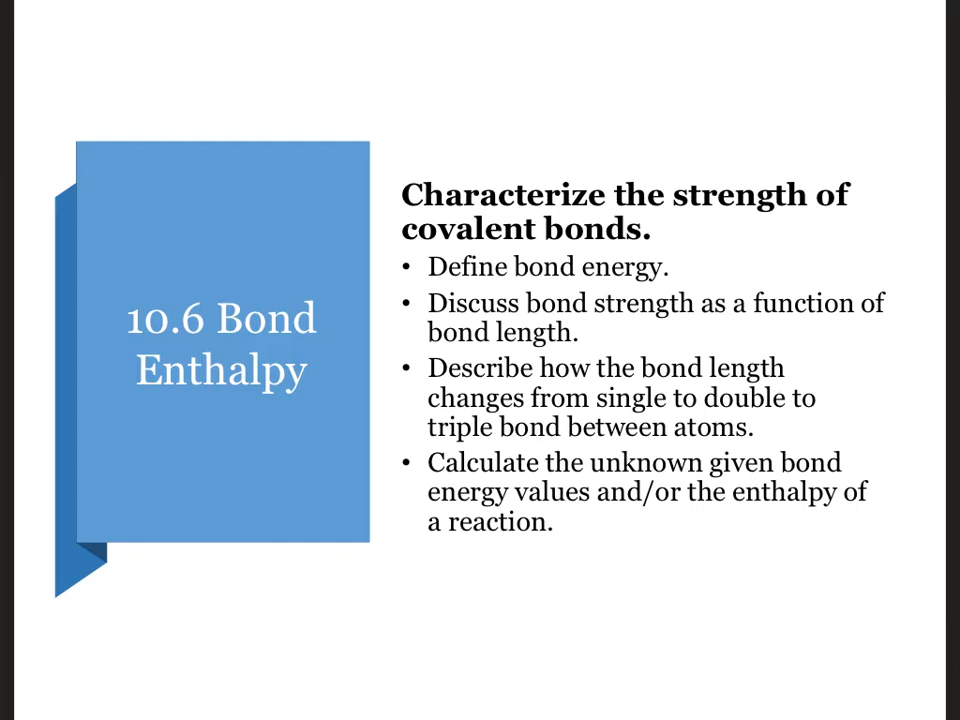 10.6 Bond
Enthalpy
Characterize the strength of
covalent bonds.
• Define bond energy.
• Discuss bond strength as a function of
bond length.
• Describe how the bond length
changes from single to double to
triple bond between atoms.
• Calculate the unknown given bond
energy values and/or the enthalpy of
a reaction.